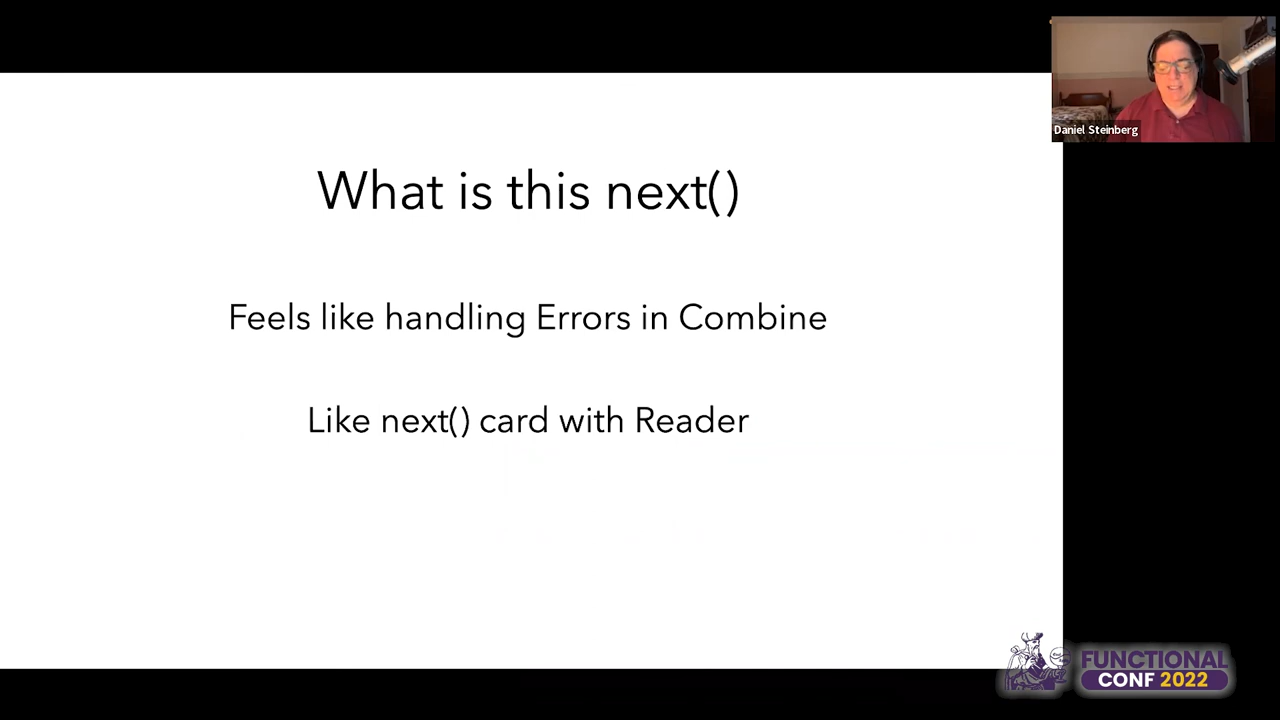 What is this next()
Feels like handling Errors in Combine
Like next() card with Reader
Daniel Steinberg
FUNCTIONAL
CONF 2022